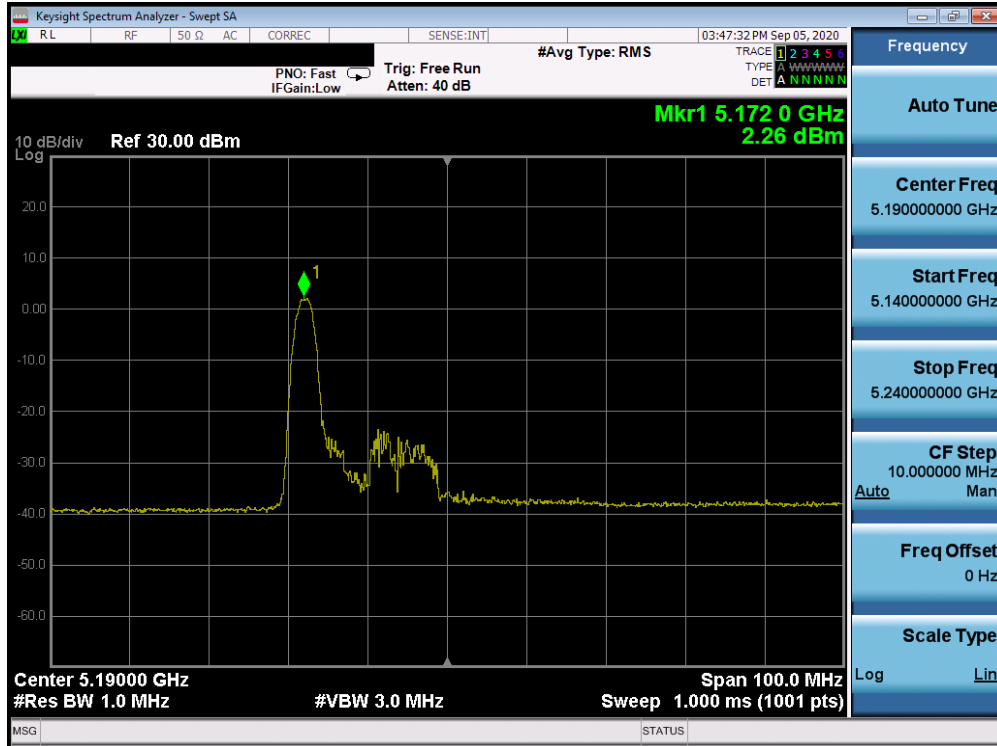 Keysight Spectrum Analyzer - Swept SA
LXI RL RF 50 Ω AC CORREC SENSE:INT 03:47:32 PM Sep 05, 2020
PNO: Fast
IFGain:Low
Trig: Free Run
Atten: 40 dB
#Avg Type: RMS
TRACE 1 2 3 4 5 6
TYPE A WWWWW
DET A N N N N N
Mkr1 5.172 0 GHz
2.26 dBm
10 dB/div Ref 30.00 dBm
Log
20.0
10.0
1
0.00
-10.0
-20.0
-30.0
-40.0
-50.0
-60.0
Center 5.19000 GHz Span 100.0 MHz
#Res BW 1.0 MHz #VBW 3.0 MHz Sweep 1.000 ms (1001 pts)
MSG STATUS
Frequency
Auto Tune
Center Freq
5.190000000 GHz
Start Freq
5.140000000 GHz
Stop Freq
5.240000000 GHz
CF Step
10.000000 MHz
Auto Man
Freq Offset
0 Hz
Scale Type
Log Lin